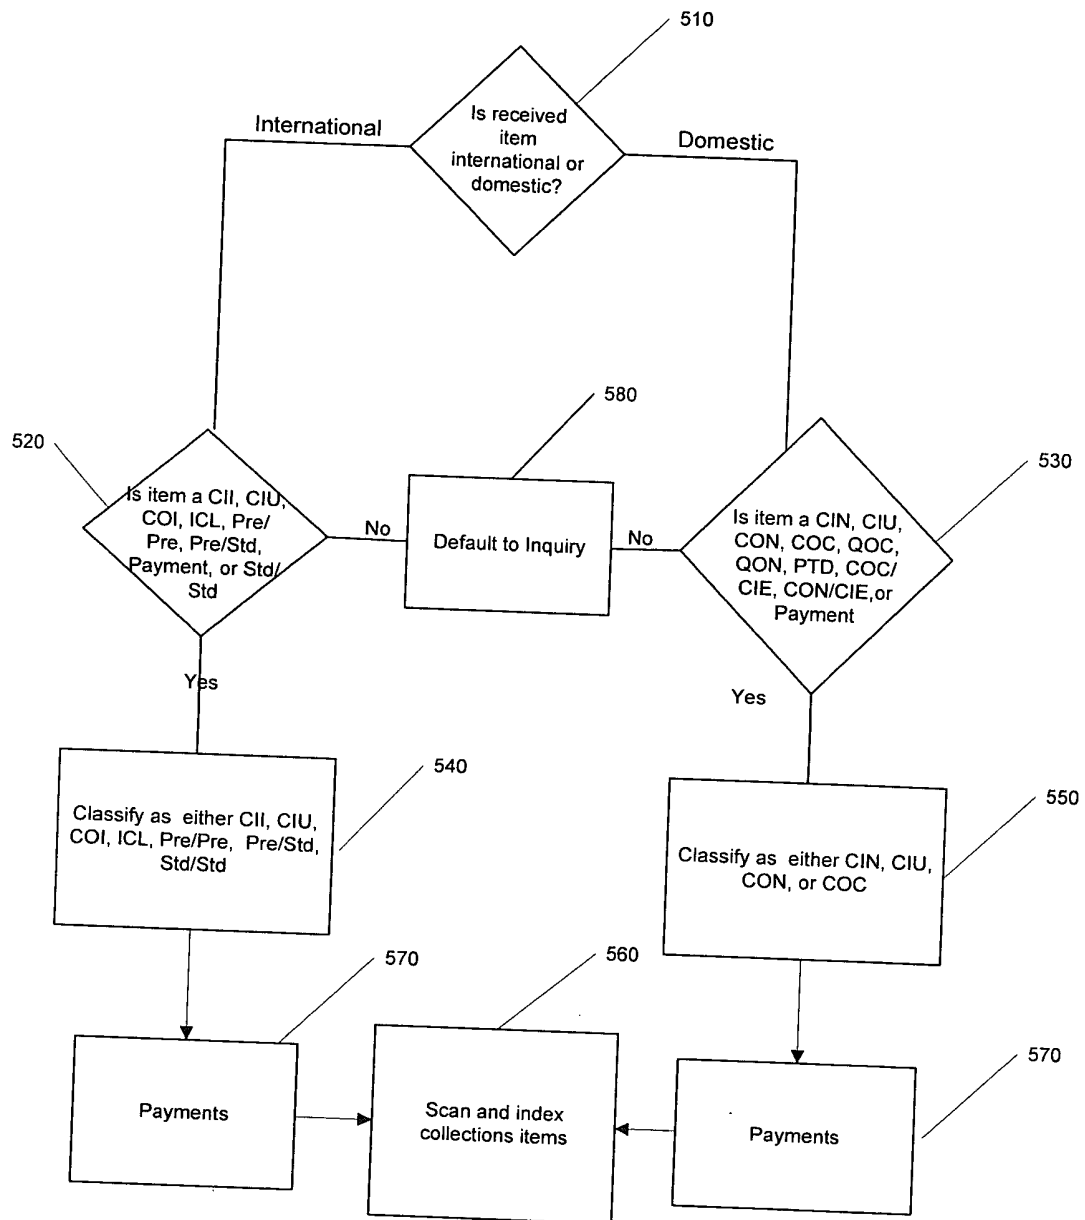 510
Is received
item
international or
domestic?
International
Domestic
580
520
530
Is item a CII, CIU,
COI, ICL, Pre/
Pre, Pre/Std,
Payment, or Std/
Std
No
Default to Inquiry
No
Is item a CIN, CIU,
CON, COC, QOC,
QON, PTD, COC/
CIE, CON/CIE,or
Payment
Yes
Yes
540
550
Classify as either CII, CIU,
COI, ICL, Pre/Pre, Pre/Std,
Std/Std
Classify as either CIN, CIU,
CON, or COC
570
560
570
Payments
Scan and index
collections items
Payments